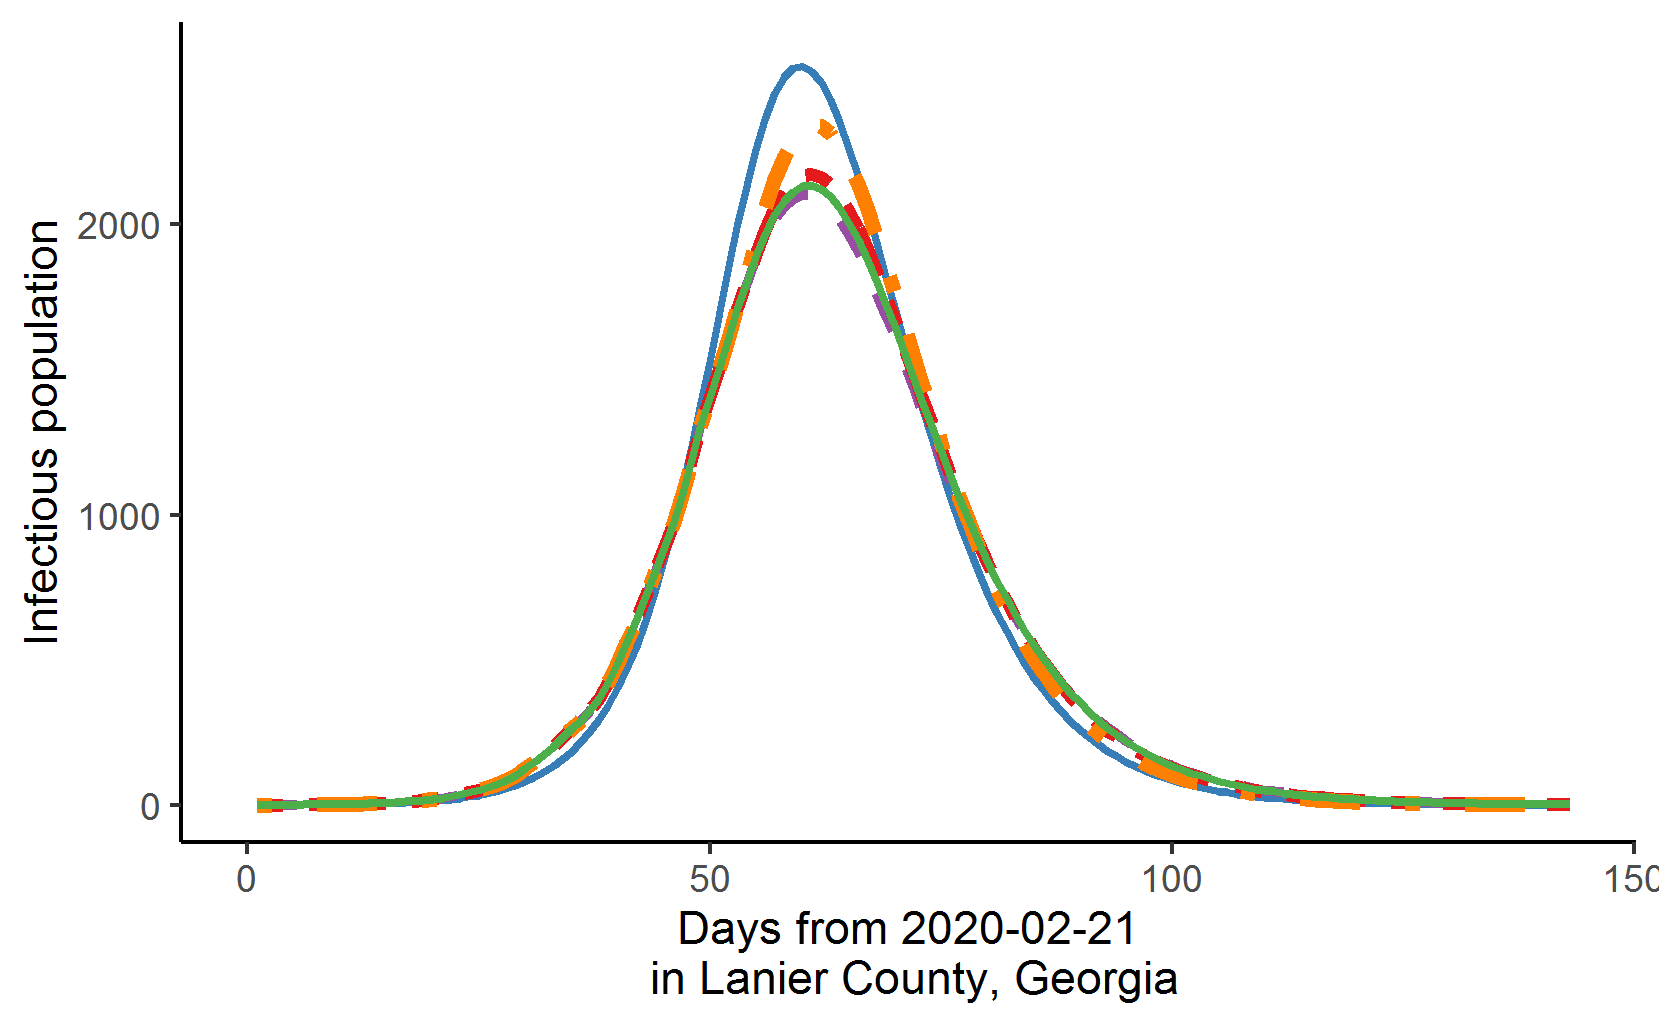 Infectious population
2000
1000
0
0
50
100
150
Days from 2020-02-21
in Lanier County, Georgia